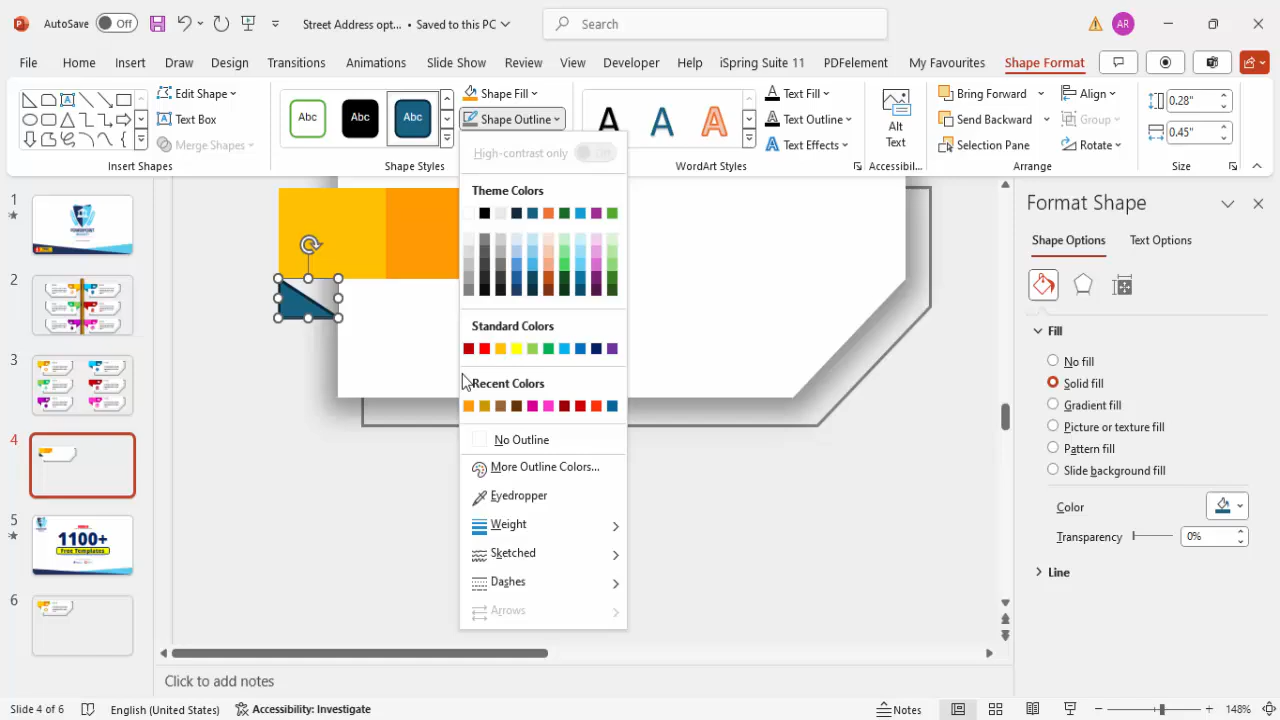 AutoSave Off Street Address opt... • Saved to this PC Search AR
File Home Insert Draw Design Transitions Animations Slide Show Review View Developer Help iSpring Suite 11 PDFelement My Favourites Shape Format
Edit Shape
Text Box
Merge Shapes
Insert Shapes
Abc Abc Abc
Shape Fill
Shape Outline
Shape Styles
A A A
Text Fill
Text Outline
Text Effects
WordArt Styles
Alt
Text
Accessibil...
Bring Forward
Send Backward
Selection Pane
Align
Group
Rotate
Arrange
0.28"
0.45"
Size
High-contrast only Off
Theme Colors
Standard Colors
Recent Colors
No Outline
More Outline Colors...
Eyedropper
Weight
Sketched
Dashes
Arrows
1
2
3
4
5
1100+
Free Templates
6
Format Shape
Shape Options Text Options
Fill
No fill
Solid fill
Gradient fill
Picture or texture fill
Pattern fill
Slide background fill
Color
Transparency 0%
Line
Click to add notes
Slide 4 of 6 English (United States) Accessibility: Investigate Notes 148%